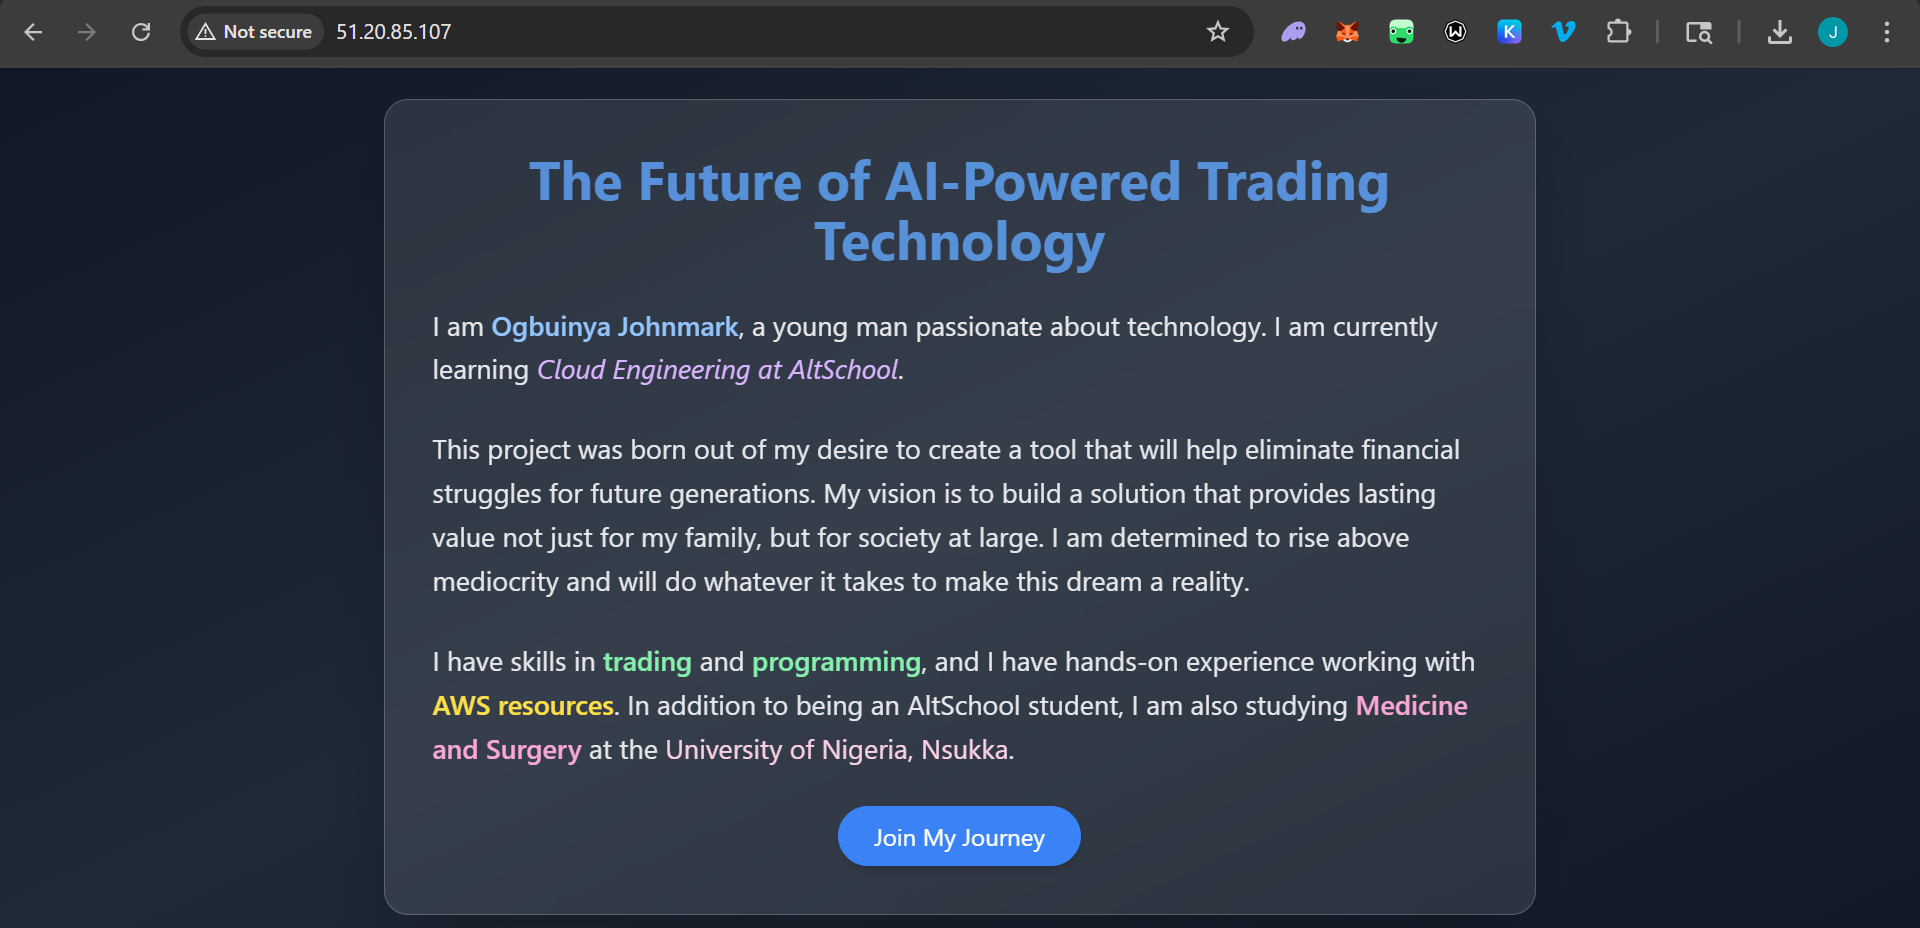 Not secure
51.20.85.107
K
J
The Future of AI-Powered Trading
Technology
I am Ogbuinya Johnmark, a young man passionate about technology. I am currently
learning Cloud Engineering at AltSchool.
This project was born out of my desire to create a tool that will help eliminate financial
struggles for future generations. My vision is to build a solution that provides lasting
value not just for my family, but for society at large. I am determined to rise above
mediocrity and will do whatever it takes to make this dream a reality.
I have skills in trading and programming, and I have hands-on experience working with
AWS resources. In addition to being an AltSchool student, I am also studying Medicine
and Surgery at the University of Nigeria, Nsukka.
Join My Journey